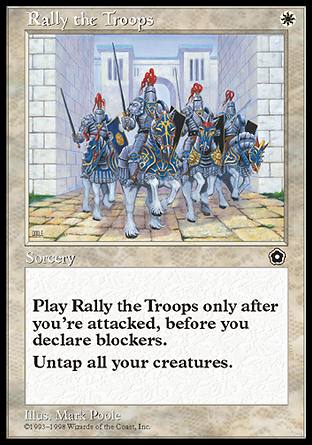 Rally the Troops
Sorcery
Play Rally the Troops only after
you're attacked, before you
declare blockers.
Untap all your creatures.
Illus. Mark Poole
©1993–1998 Wizards of the Coast, Inc.